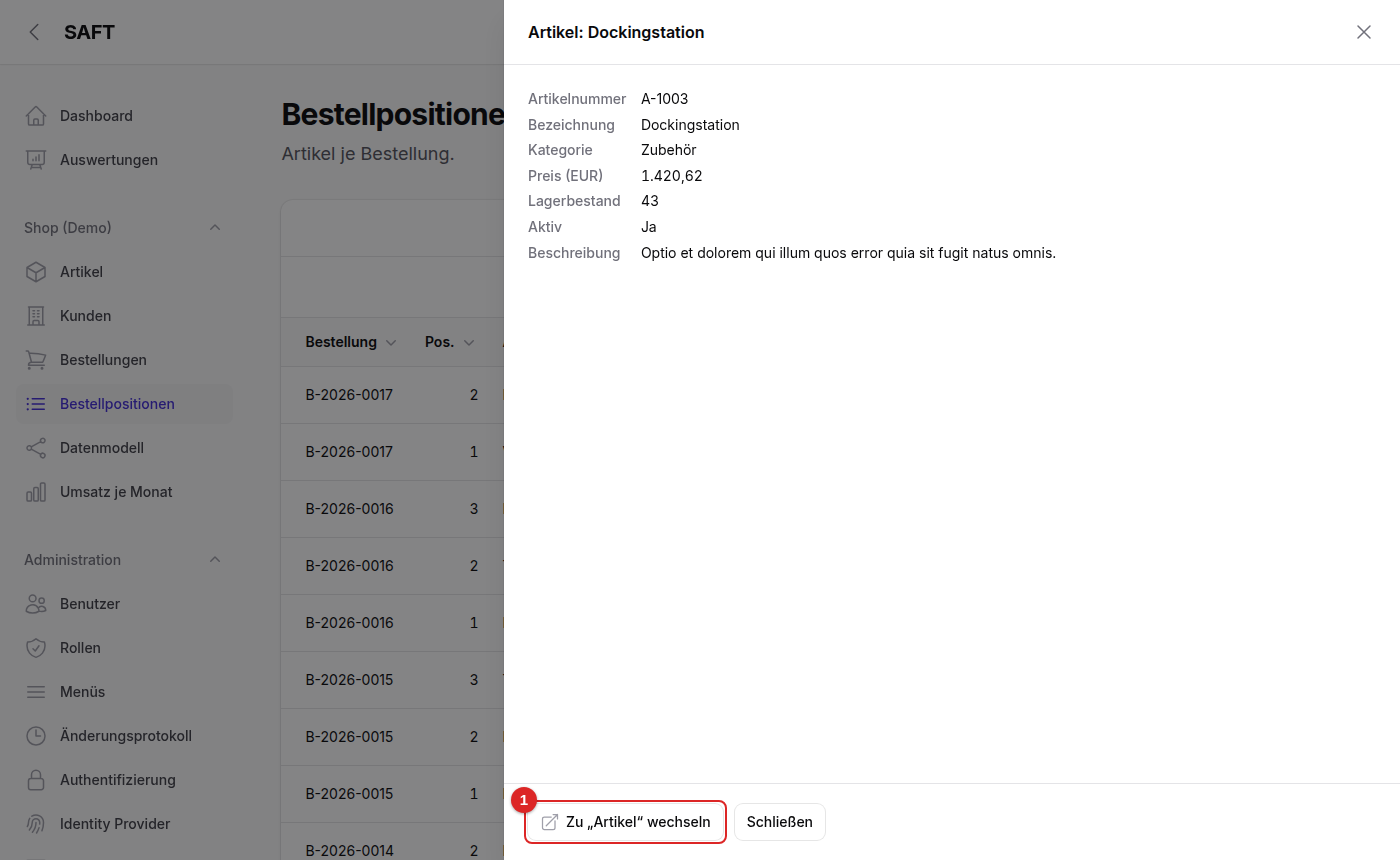 SAFT
Dashboard
Auswertungen
Shop (Demo)
Artikel
Kunden
Bestellungen
Bestellpositionen
Datenmodell
Umsatz je Monat
Administration
Benutzer
Rollen
Menüs
Änderungsprotokoll
Authentifizierung
Identity Provider
Bestellpositione
Artikel je Bestellung.
Bestellung Pos.
B-2026-0017 2
B-2026-0017 1
B-2026-0016 3
B-2026-0016 2
B-2026-0016 1
B-2026-0015 3
B-2026-0015 2
B-2026-0015 1
B-2026-0014 2
Artikel: Dockingstation
Artikelnummer A-1003
Bezeichnung Dockingstation
Kategorie Zubehör
Preis (EUR) 1.420,62
Lagerbestand 43
Aktiv Ja
Beschreibung Optio et dolorem qui illum quos error quia sit fugit natus omnis.
1
Zu „Artikel“ wechseln Schließen